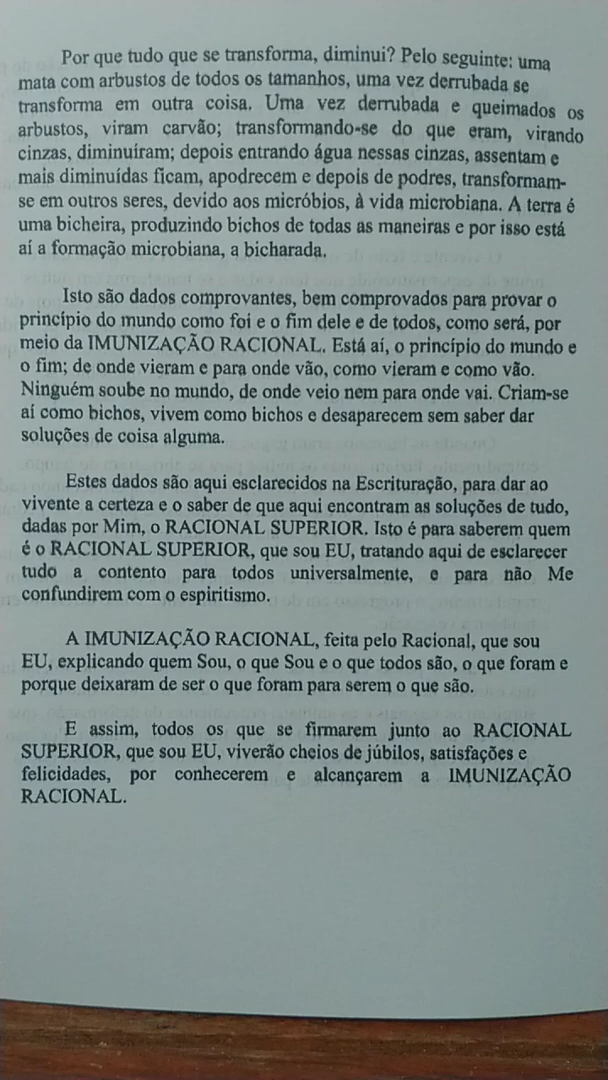 Por que tudo que se transforma, diminui? Pelo seguinte: uma
mata com arbustos de todos os tamanhos, uma vez derrubada se
transforma em outra coisa. Uma vez derrubada e queimados os
arbustos, viram carvão; transformando-se do que eram, virando
cinzas, diminuíram; depois entrando água nessas cinzas, assentam e
mais diminuídas ficam, apodrecem e depois de podres, transformam-
se em outros seres, devido aos micróbios, à vida microbiana. A terra é
uma bicheira, produzindo bichos de todas as maneiras e por isso está
aí a formação microbiana, a bicharada.
Isto são dados comprovantes, bem comprovados para provar o
princípio do mundo como foi e o fim dele e de todos, como será, por
meio da IMUNIZAÇÃO RACIONAL. Está aí, o princípio do mundo e
o fim; de onde vieram e para onde vão, como vieram e como vão.
Ninguém soube no mundo, de onde veio nem para onde vai. Criam-se
aí como bichos, vivem como bichos e desaparecem sem saber dar
soluções de coisa alguma.
Estes dados são aqui esclarecidos na Escrituração, para dar ao
vivente a certeza e o saber de que aqui encontram as soluções de tudo,
dadas por Mim, o RACIONAL SUPERIOR. Isto é para saberem quem
é o RACIONAL SUPERIOR, que sou EU, tratando aqui de esclarecer
tudo a contento para todos universalmente, e para não Me
confundirem com o espiritismo.
A IMUNIZAÇÃO RACIONAL, feita pelo Racional, que sou
EU, explicando quem Sou, o que Sou e o que todos são, o que foram e
porque deixaram de ser o que foram para serem o que são.
E assim, todos os que se firmarem junto ao RACIONAL
SUPERIOR, que sou EU, viverão cheios de júbilos, satisfações e
felicidades, por conhecerem e alcançarem a IMUNIZAÇÃO
RACIONAL.